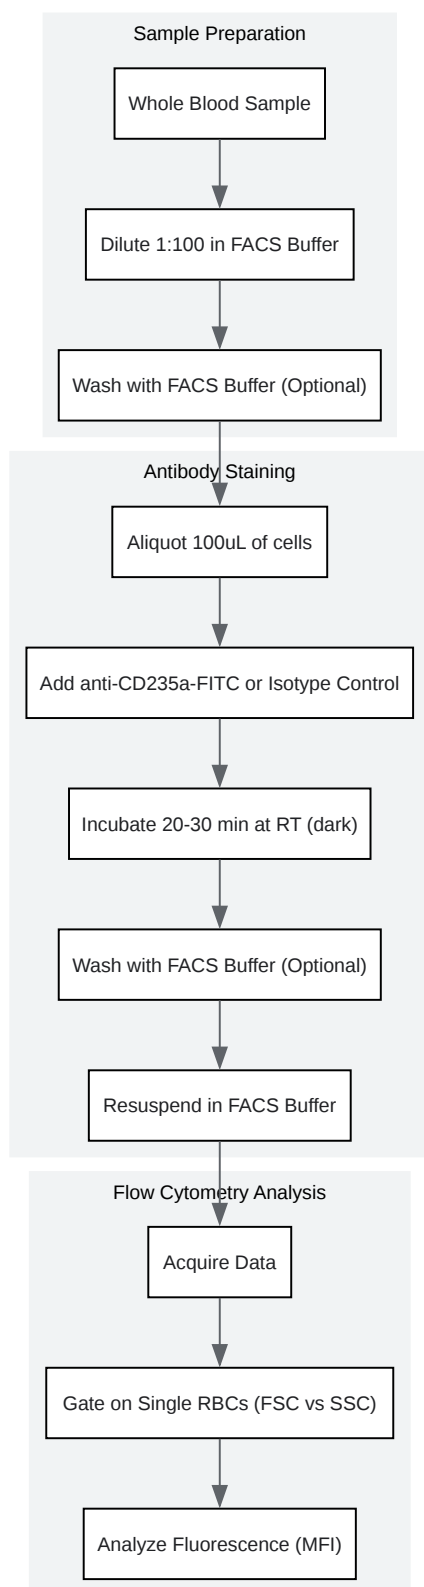 Sample Preparation
Whole Blood Sample
Dilute 1:100 in FACS Buffer
Wash with FACS Buffer (Optional)
Antibody Staining
Aliquot 100uL of cells
Add anti-CD235a-FITC or Isotype Control
Incubate 20-30 min at RT (dark)
Wash with FACS Buffer (Optional)
Resuspend in FACS Buffer
Flow Cytometry Analysis
Acquire Data
Gate on Single RBCs (FSC vs SSC)
Analyze Fluorescence (MFI)